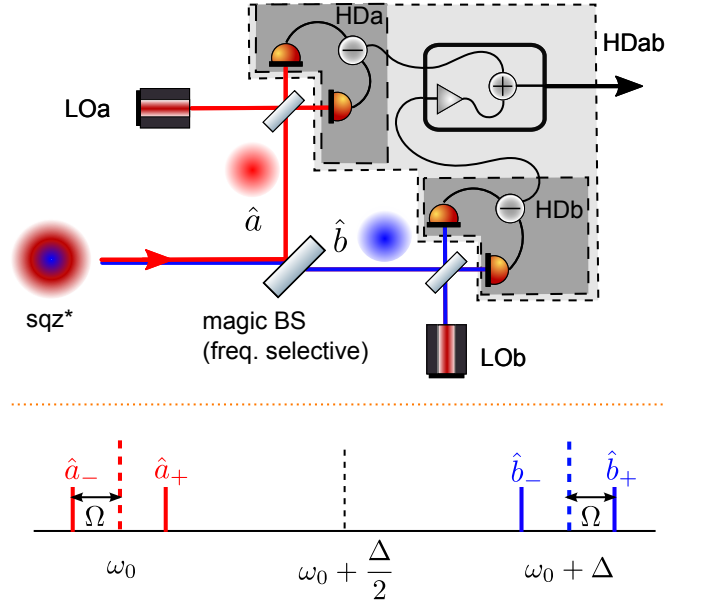 HDa
HDab
LOa
HDb
â
b̂
sqz*
magic BS
(freq. selective)
LOb
â₋ â₊ b̂₋ b̂₊
Ω Ω
ω₀ ω₀ + Δ/2 ω₀ + Δ